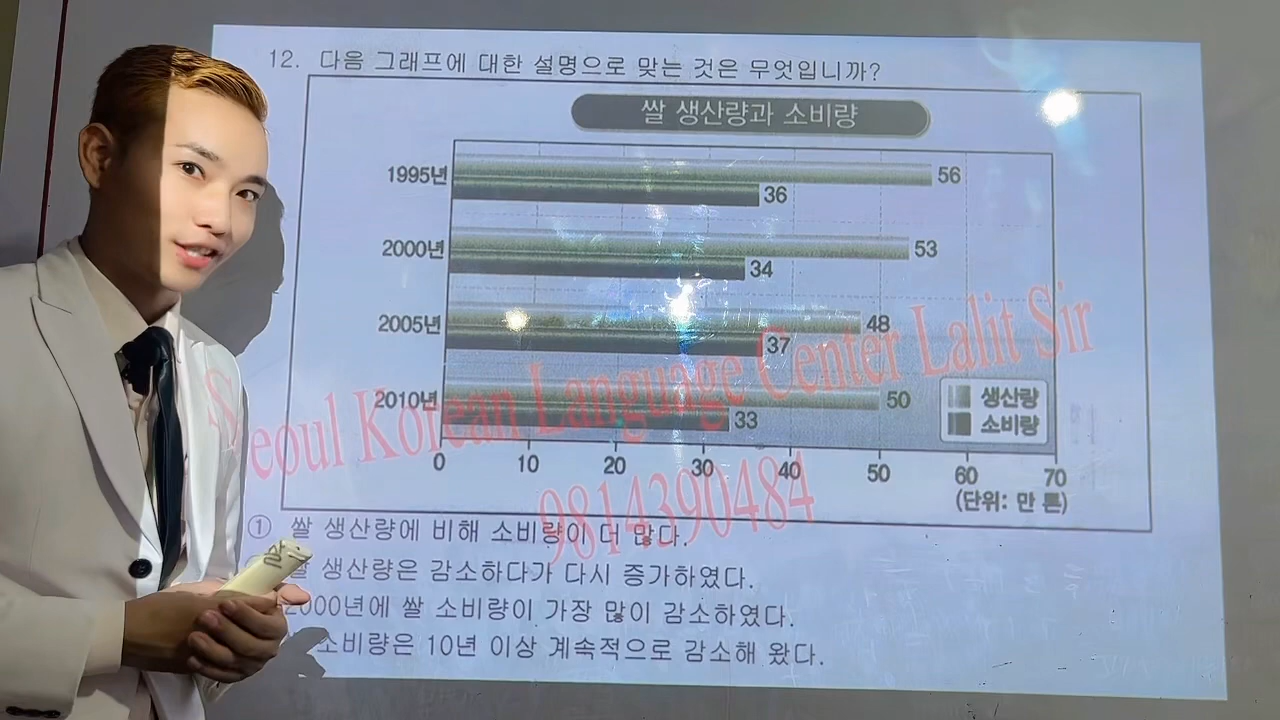 12. 다음 그래프에 대한 설명으로 맞는 것은 무엇입니까?
쌀 생산량과 소비량
1995년 56
36
2000년 53
34
2005년 48
37
2010년 50
33
생산량
소비량
0 10 20 30 40 50 60 70
(단위: 만 톤)
Seoul Korean Language Center Lalit Sir
9814390484
① 쌀 생산량에 비해 소비량이 더 많다.
쌀 생산량은 감소하다가 다시 증가하였다.
2000년에 쌀 소비량이 가장 많이 감소하였다.
소비량은 10년 이상 계속적으로 감소해 왔다.